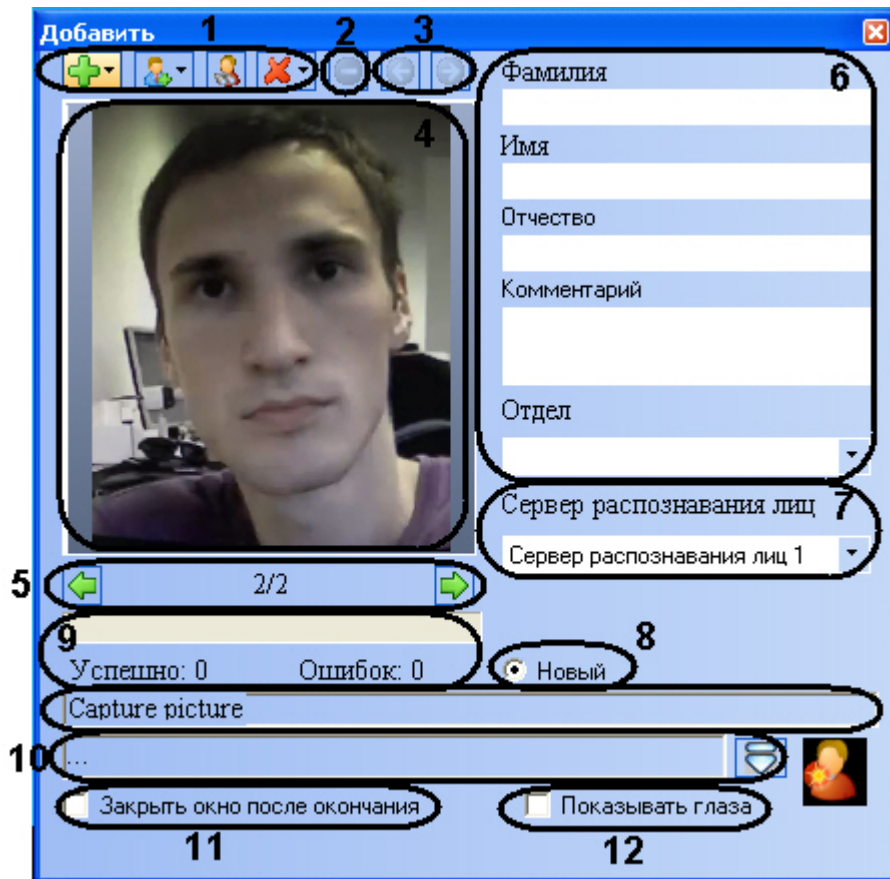 Добавить
1
2
3
4
Фамилия
6
Имя
Отчество
Комментарий
Отдел
Сервер распознавания лиц
7
Сервер распознавания лиц 1
5
2/2
9
Успешно: 0
Ошибок: 0
8
Новый
Capture picture
10
...
Закрыть окно после окончания
Показывать глаза
11
12